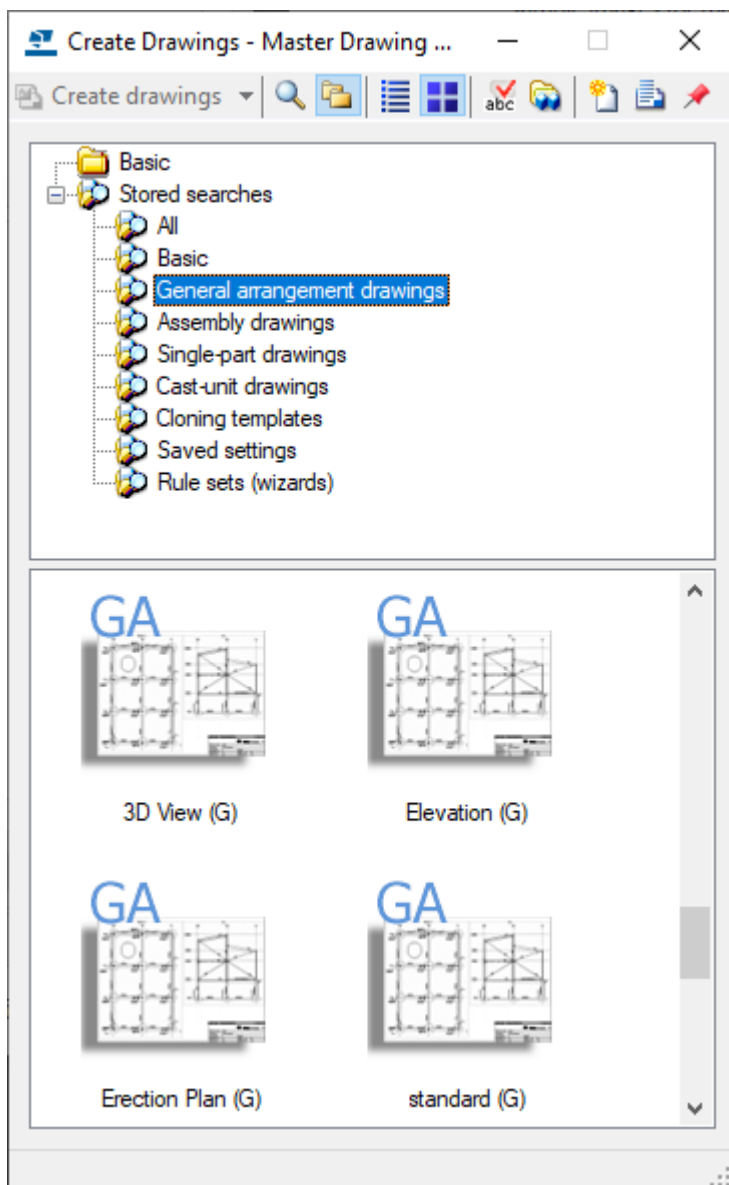 Create Drawings - Master Drawing ...
Create drawings
abc
Basic
Stored searches
All
Basic
General arrangement drawings
Assembly drawings
Single-part drawings
Cast-unit drawings
Cloning templates
Saved settings
Rule sets (wizards)
GA GA
3D View (G) Elevation (G)
GA GA
Erection Plan (G) standard (G)